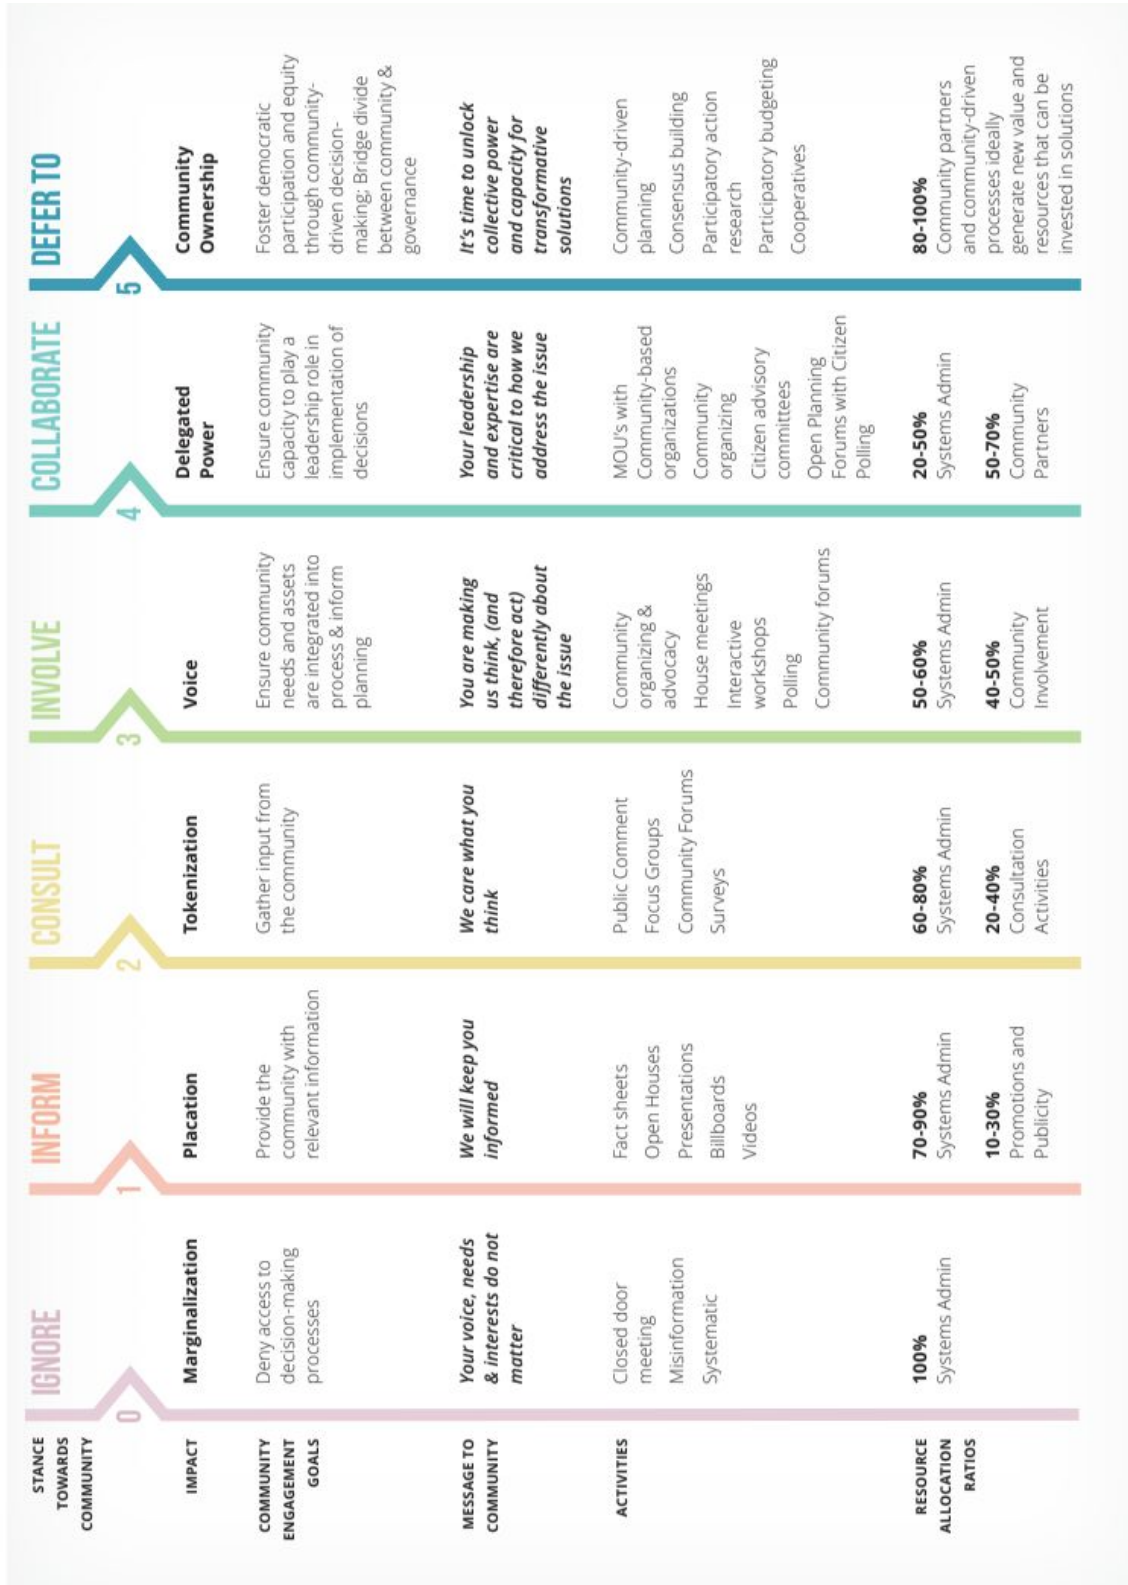 STANCE
TOWARDS
COMMUNITY
IGNORE
INFORM
CONSULT
INVOLVE
COLLABORATE
DEFER TO
0
1
2
3
4
5
IMPACT
Marginalization
Placation
Tokenization
Voice
Delegated
Power
Community
Ownership
COMMUNITY
ENGAGEMENT
GOALS
Deny access to
decision-making
processes
Provide the
community with
relevant information
Gather input from
the community
Ensure community
needs and assets
are integrated into
process & inform
planning
Ensure community
capacity to play a
leadership role in
implementation of
decisions
Foster democratic
participation and equity
through community-
driven decision-
making; Bridge divide
between community &
governance
MESSAGE TO
COMMUNITY
Your voice, needs
& interests do not
matter
We will keep you
informed
We care what you
think
You are making
us think, (and
therefore act)
differently about
the issue
Your leadership
and expertise are
critical to how we
address the issue
It's time to unlock
collective power
and capacity for
transformative
solutions
ACTIVITIES
Closed door
meeting
Misinformation
Systematic
Fact sheets
Open Houses
Presentations
Billboards
Videos
Public Comment
Focus Groups
Community Forums
Surveys
Community
organizing &
advocacy
House meetings
Interactive
workshops
Polling
Community forums
MOU's with
Community-based
organizations
Community
organizing
Citizen advisory
committees
Open Planning
Forums with Citizen
Polling
Community-driven
planning
Consensus building
Participatory action
research
Participatory budgeting
Cooperatives
RESOURCE
ALLOCATION
RATIOS
100%
Systems Admin
70-90%
Systems Admin
10-30%
Promotions and
Publicity
60-80%
Systems Admin
20-40%
Consultation
Activities
50-60%
Systems Admin
40-50%
Community
Involvement
20-50%
Systems Admin
50-70%
Community
Partners
80-100%
Community partners
and community-driven
processes ideally
generate new value and
resources that can be
invested in solutions